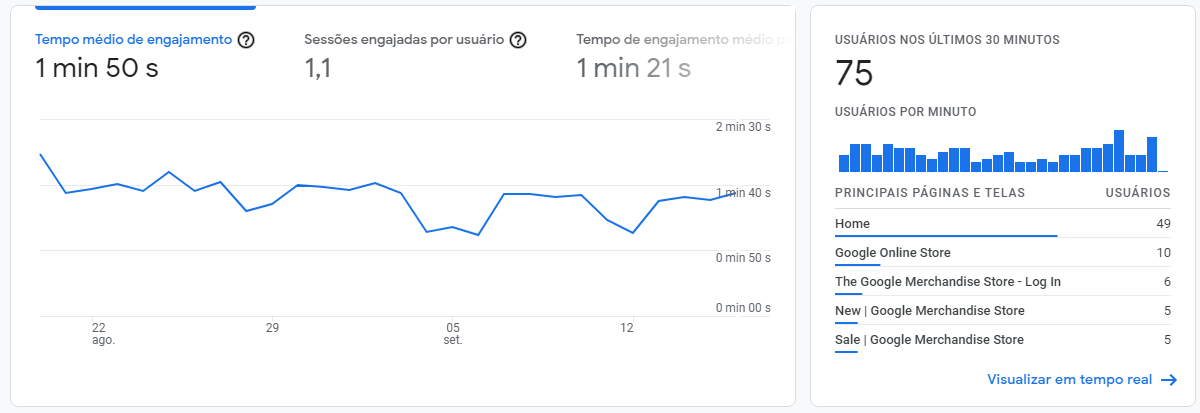 Tempo médio de engajamento
1 min 50 s
Sessões engajadas por usuário
1,1
Tempo de engajamento médio p
1 min 21 s
2 min 30 s
1 min 40 s
0 min 50 s
0 min 00 s
22
ago.
29
05
set.
12
USUÁRIOS NOS ÚLTIMOS 30 MINUTOS
75
USUÁRIOS POR MINUTO
PRINCIPAIS PÁGINAS E TELAS USUÁRIOS
Home 49
Google Online Store 10
The Google Merchandise Store - Log In 6
New | Google Merchandise Store 5
Sale | Google Merchandise Store 5
Visualizar em tempo real